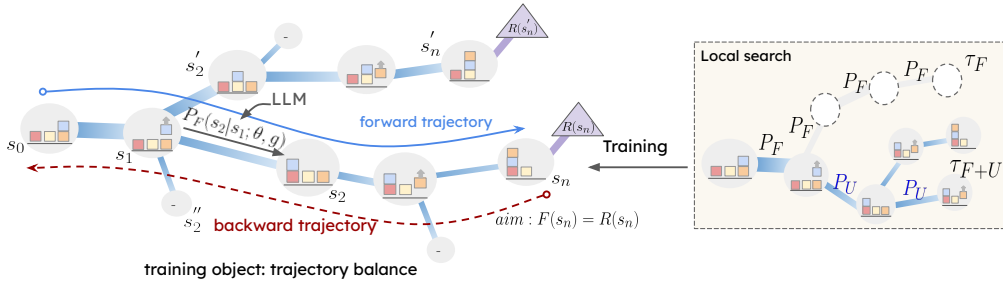 R(s'_n)
-
s'_2
s'_n
LLM
P_F(s_2|s_1; θ, g)
forward trajectory
R(s_n)
s_0
s_1
s_2
s_n
-
s''_2
backward trajectory
aim : F(s_n) = R(s_n)
-
training object: trajectory balance
Training
Local search
P_F
P_F
τ_F
P_F
P_F
P_U
P_U
τ_{F+U}